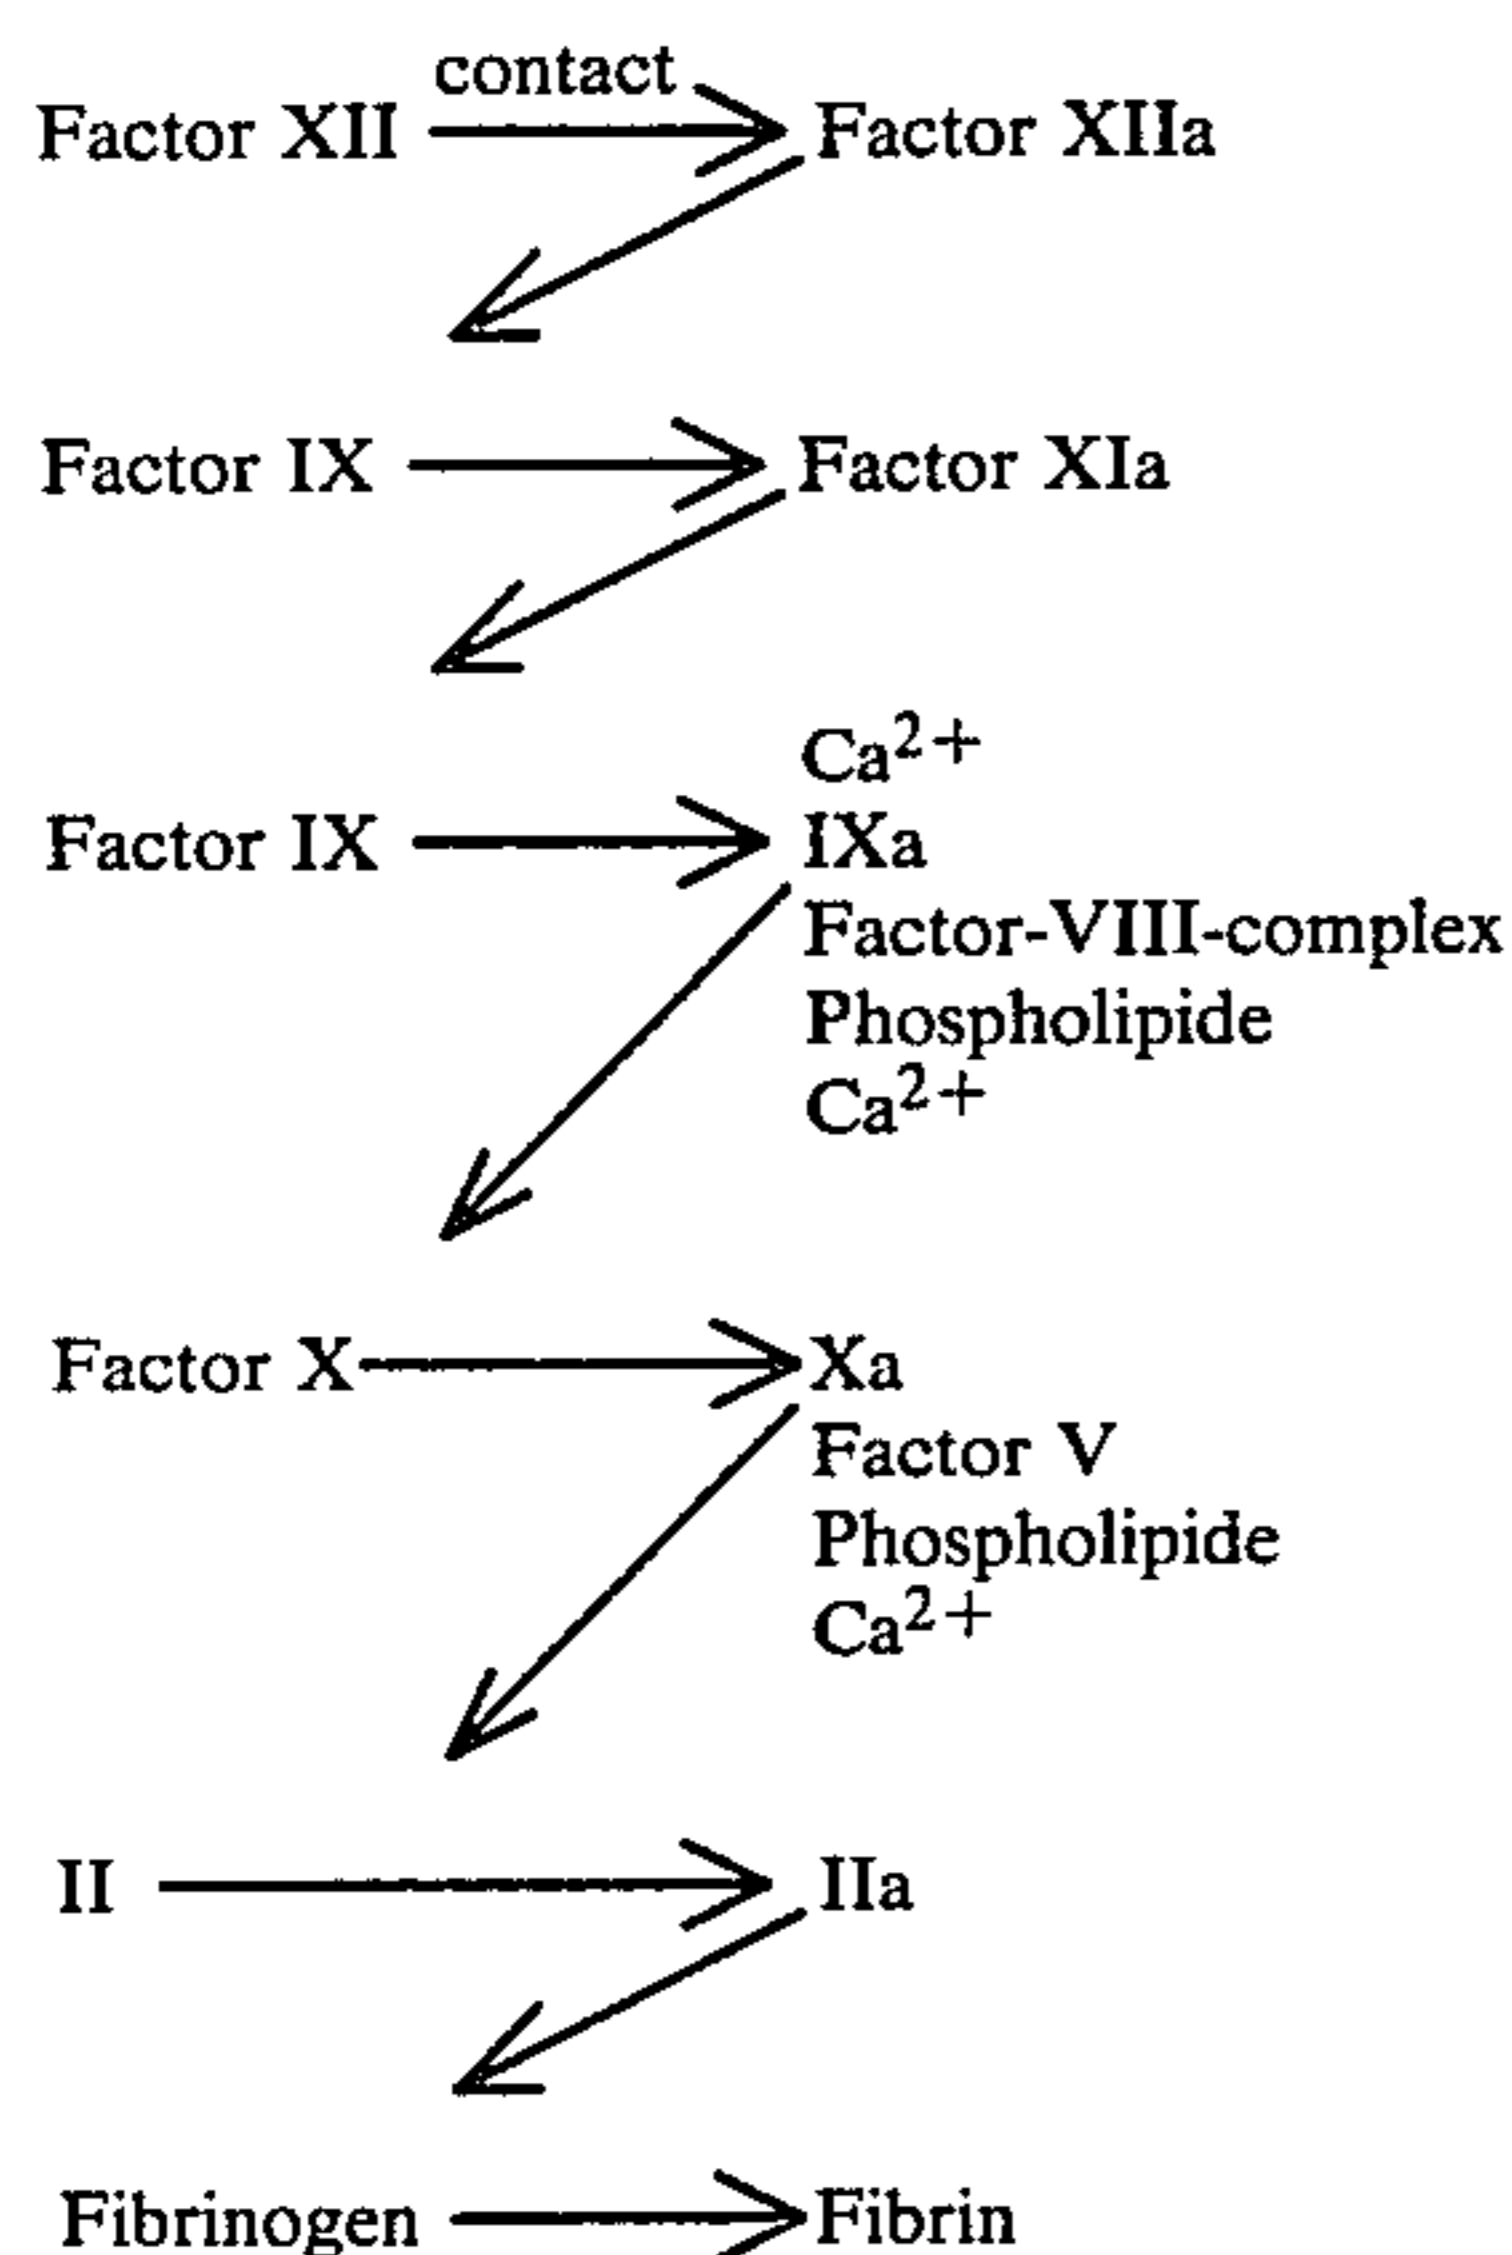 contact
Factor XII Factor XIIa
Factor IX Factor XIa
Ca²⁺
Factor IX IXa
Factor-VIII-complex
Phospholipide
Ca²⁺
Factor X Xa
Factor V
Phospholipide
Ca²⁺
II IIa
Fibrinogen Fibrin